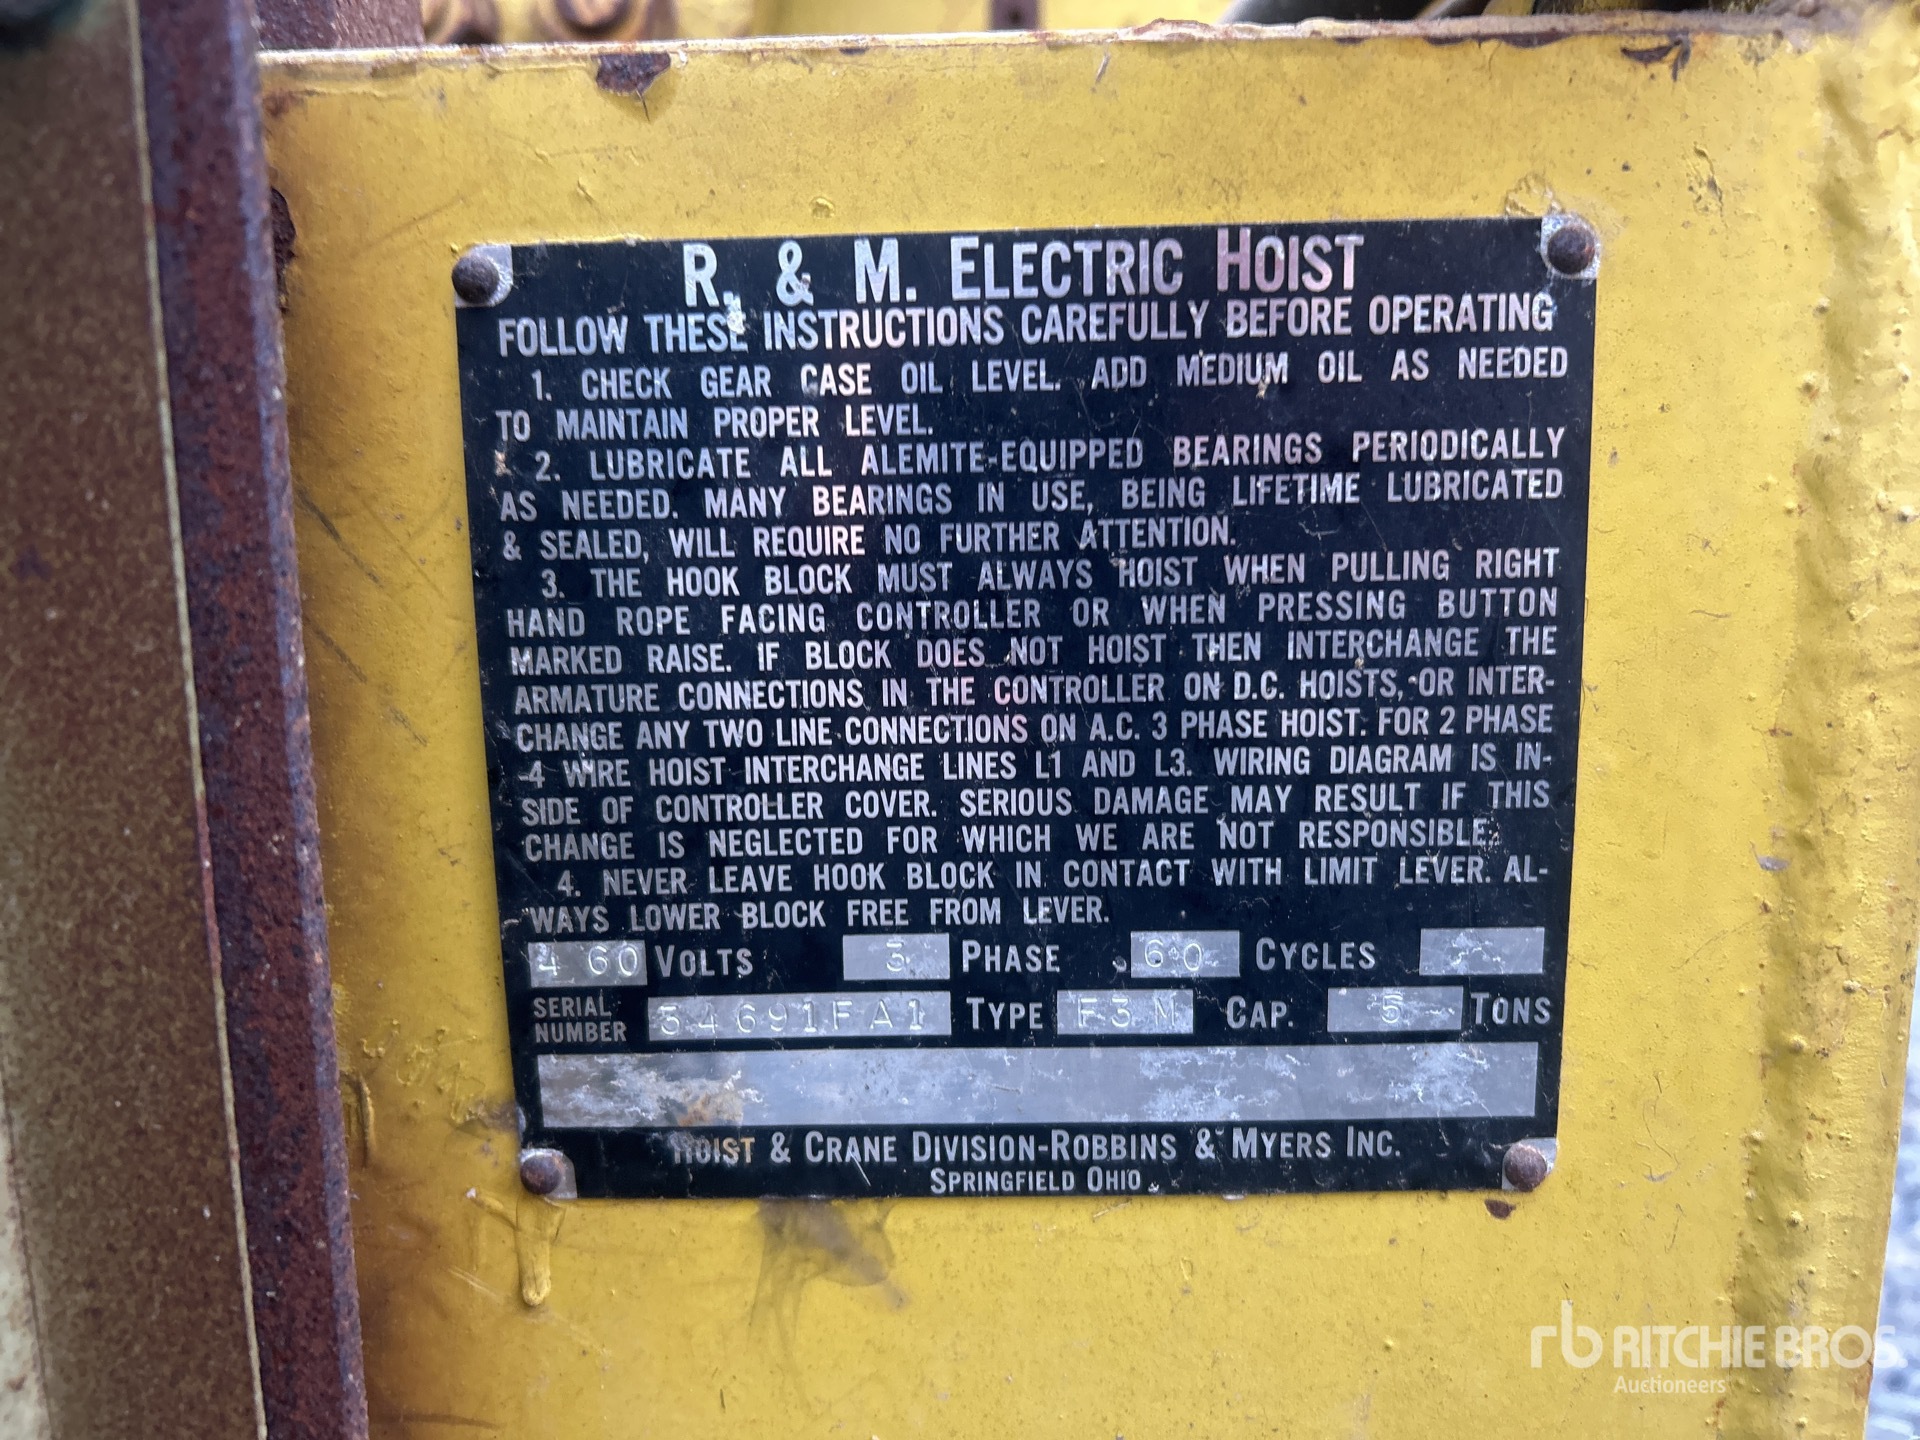 R. & M. ELECTRIC HOIST
FOLLOW THESE INSTRUCTIONS CAREFULLY BEFORE OPERATING
1. CHECK GEAR CASE OIL LEVEL. ADD MEDIUM OIL AS NEEDED
TO MAINTAIN PROPER LEVEL.
2. LUBRICATE ALL ALEMITE-EQUIPPED BEARINGS PERIODICALLY
AS NEEDED. MANY BEARINGS IN USE, BEING LIFETIME LUBRICATED
& SEALED, WILL REQUIRE NO FURTHER ATTENTION.
3. THE HOOK BLOCK MUST ALWAYS HOIST WHEN PULLING RIGHT
HAND ROPE FACING CONTROLLER OR WHEN PRESSING BUTTON
MARKED RAISE. IF BLOCK DOES NOT HOIST THEN INTERCHANGE THE
ARMATURE CONNECTIONS IN THE CONTROLLER ON D.C. HOISTS, OR INTER-
CHANGE ANY TWO LINE CONNECTIONS ON A.C. 3 PHASE HOIST. FOR 2 PHASE
-4 WIRE HOIST INTERCHANGE LINES L1 AND L3. WIRING DIAGRAM IS IN-
SIDE OF CONTROLLER COVER. SERIOUS DAMAGE MAY RESULT IF THIS
CHANGE IS NEGLECTED FOR WHICH WE ARE NOT RESPONSIBLE.
4. NEVER LEAVE HOOK BLOCK IN CONTACT WITH LIMIT LEVER. AL-
WAYS LOWER BLOCK FREE FROM LEVER.
460 VOLTS 3 PHASE 60 CYCLES
SERIAL NUMBER 34691FA1 TYPE F3M CAP. 5 TONS
HOIST & CRANE DIVISION-ROBBINS & MYERS INC.
SPRINGFIELD OHIO
rb RITCHIE BROS.
Auctioneers